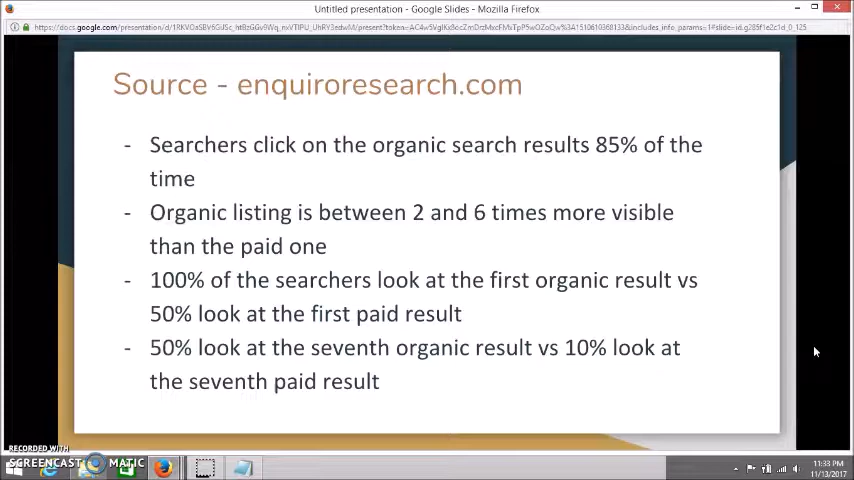 Untitled presentation - Google Slides - Mozilla Firefox
Source - enquiroresearch.com
- Searchers click on the organic search results 85% of the
time
- Organic listing is between 2 and 6 times more visible
than the paid one
- 100% of the searchers look at the first organic result vs
50% look at the first paid result
- 50% look at the seventh organic result vs 10% look at
the seventh paid result
RECORDED WITH
SCREENCAST MATIC
11:33 PM
11/13/2017